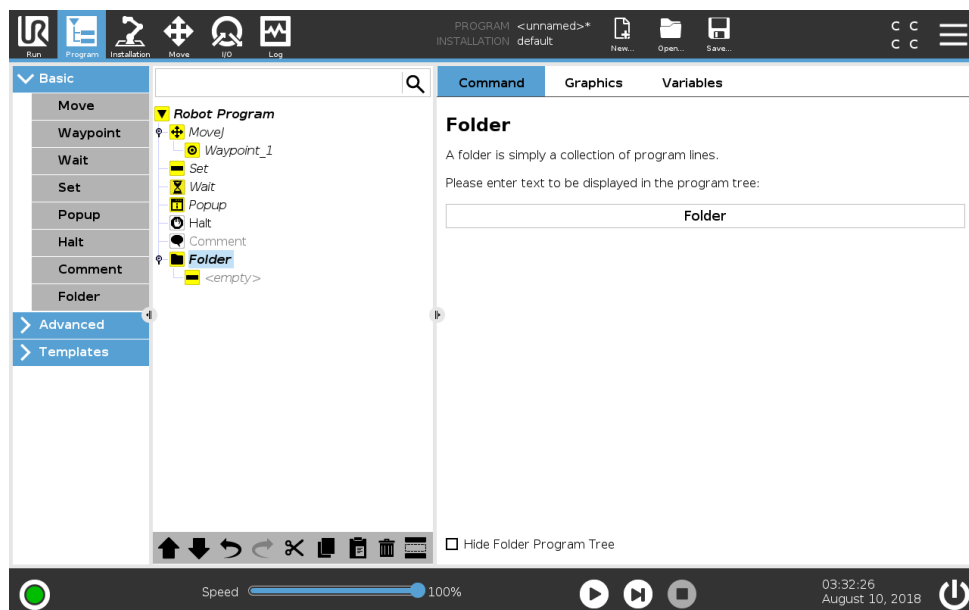 PROGRAM <unnamed>*
INSTALLATION default
C C
C C
Run Program Installation Move I/O Log New... Open... Save...
Basic
Move
Waypoint
Wait
Set
Popup
Halt
Comment
Folder
Advanced
Templates
Robot Program
MoveJ
Waypoint_1
Set
Wait
Popup
Halt
Comment
Folder
<empty>
Command Graphics Variables
Folder
A folder is simply a collection of program lines.
Please enter text to be displayed in the program tree:
Folder
Hide Folder Program Tree
Speed 100%
03:32:26
August 10, 2018